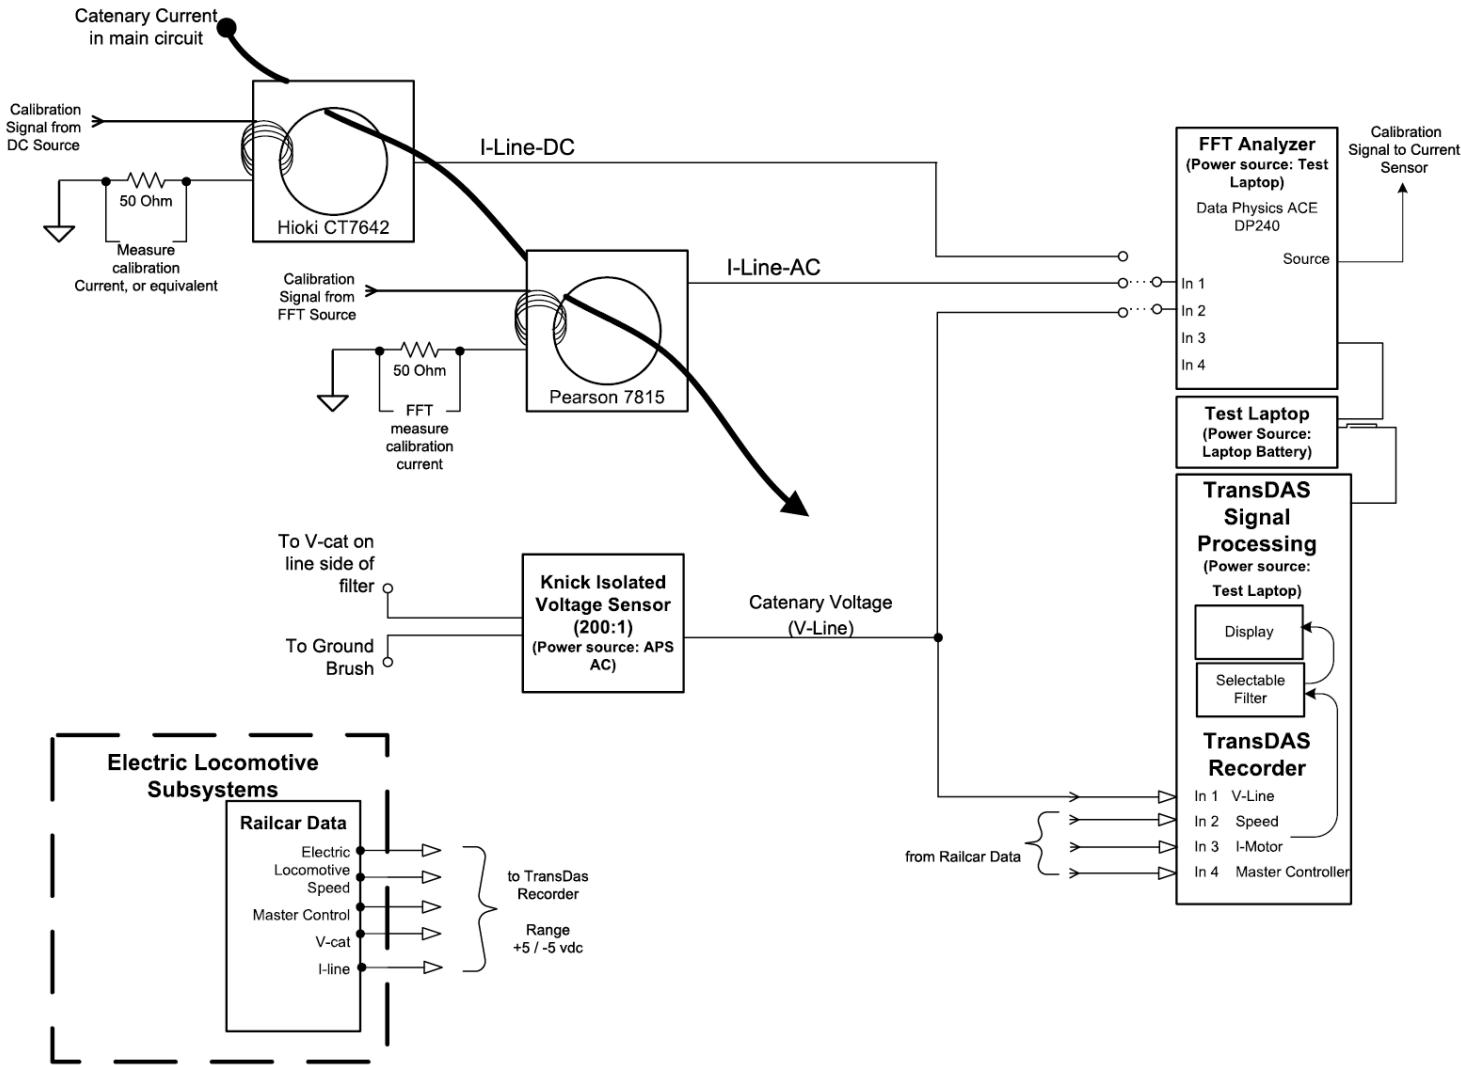 Catenary Current
in main circuit
Calibration
Signal from
DC Source
50 Ohm
Measure
calibration
Current, or equivalent
Hioki CT7642
I-Line-DC
Calibration
Signal from
FFT Source
50 Ohm
FFT
measure
calibration
current
Pearson 7815
I-Line-AC
FFT Analyzer
(Power source: Test
Laptop)
Data Physics ACE
DP240
Source
In 1
In 2
In 3
In 4
Calibration
Signal to Current
Sensor
Test Laptop
(Power Source:
Laptop Battery)
TransDAS
Signal
Processing
(Power source:
Test Laptop)
Display
Selectable
Filter
TransDAS
Recorder
In 1 V-Line
In 2 Speed
In 3 I-Motor
In 4 Master Controller
from Railcar Data
To V-cat on
line side of
filter
To Ground
Brush
Knick Isolated
Voltage Sensor
(200:1)
(Power source: APS
AC)
Catenary Voltage
(V-Line)
Electric Locomotive
Subsystems
Railcar Data
Electric
Locomotive
Speed
Master Control
V-cat
I-line
to TransDas
Recorder
Range
+5 / -5 vdc